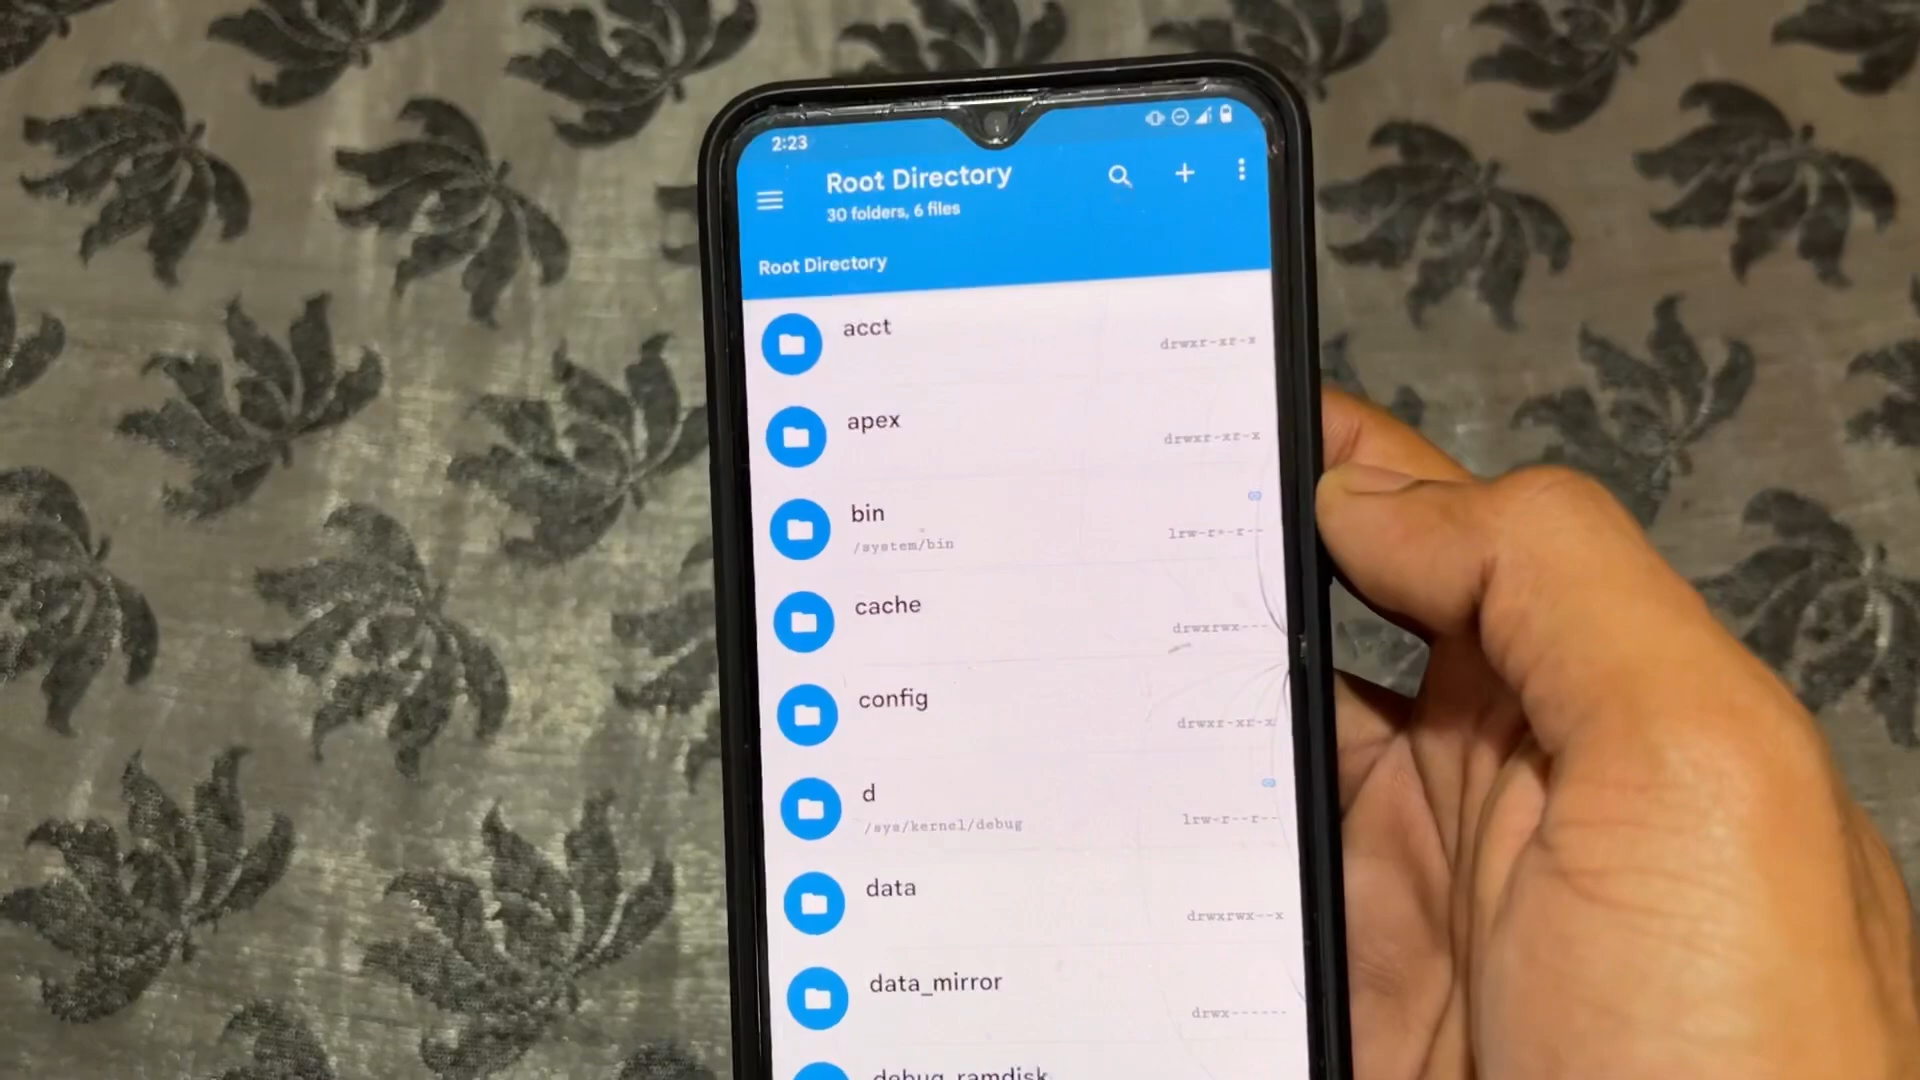 2:23
Root Directory
30 folders, 6 files
Root Directory
acct
drwxr-xr-x
apex
drwxr-xr-x
bin
/system/bin
lrw-r--r--
cache
drwxrwx---
config
drwxr-xr-x
d
/sys/kernel/debug
lrw-r--r--
data
drwxrwx--x
data_mirror
drwx------
debug_ramdisk